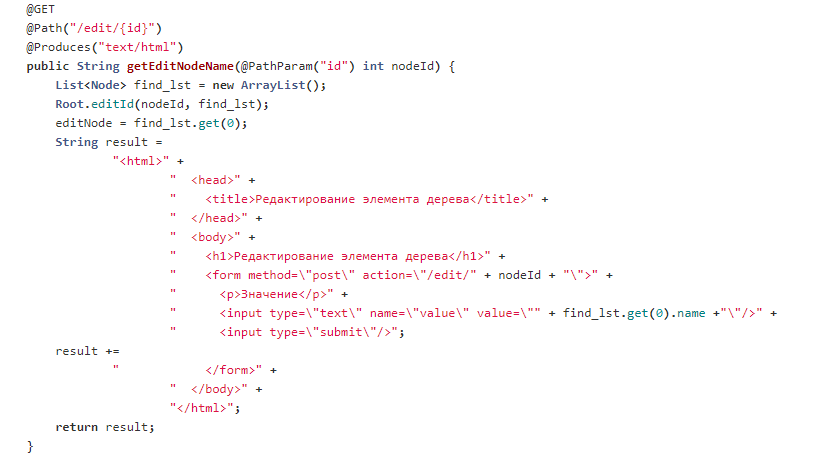 @GET
@Path("/edit/{id}")
@Produces("text/html")
public String getEditNodeName(@PathParam("id") int nodeId) {
    List<Node> find_lst = new ArrayList();
    Root.editId(nodeId, find_lst);
    editNode = find_lst.get(0);
    String result =
            "<html>" +
                    "  <head>" +
                    "    <title>Редактирование элемента дерева</title>" +
                    "  </head>" +
                    "  <body>" +
                    "    <h1>Редактирование элемента дерева</h1>" +
                    "    <form method=\"post\" action=\"/edit/" + nodeId + "\">" +
                    "      <p>Значение</p>" +
                    "      <input type=\"text\" name=\"value\" value=\"" + find_lst.get(0).name +"\"/>" +
                    "      <input type=\"submit\"/>";
    result +=
            "            </form>" +
                    "  </body>" +
                    "</html>";
    return result;
}